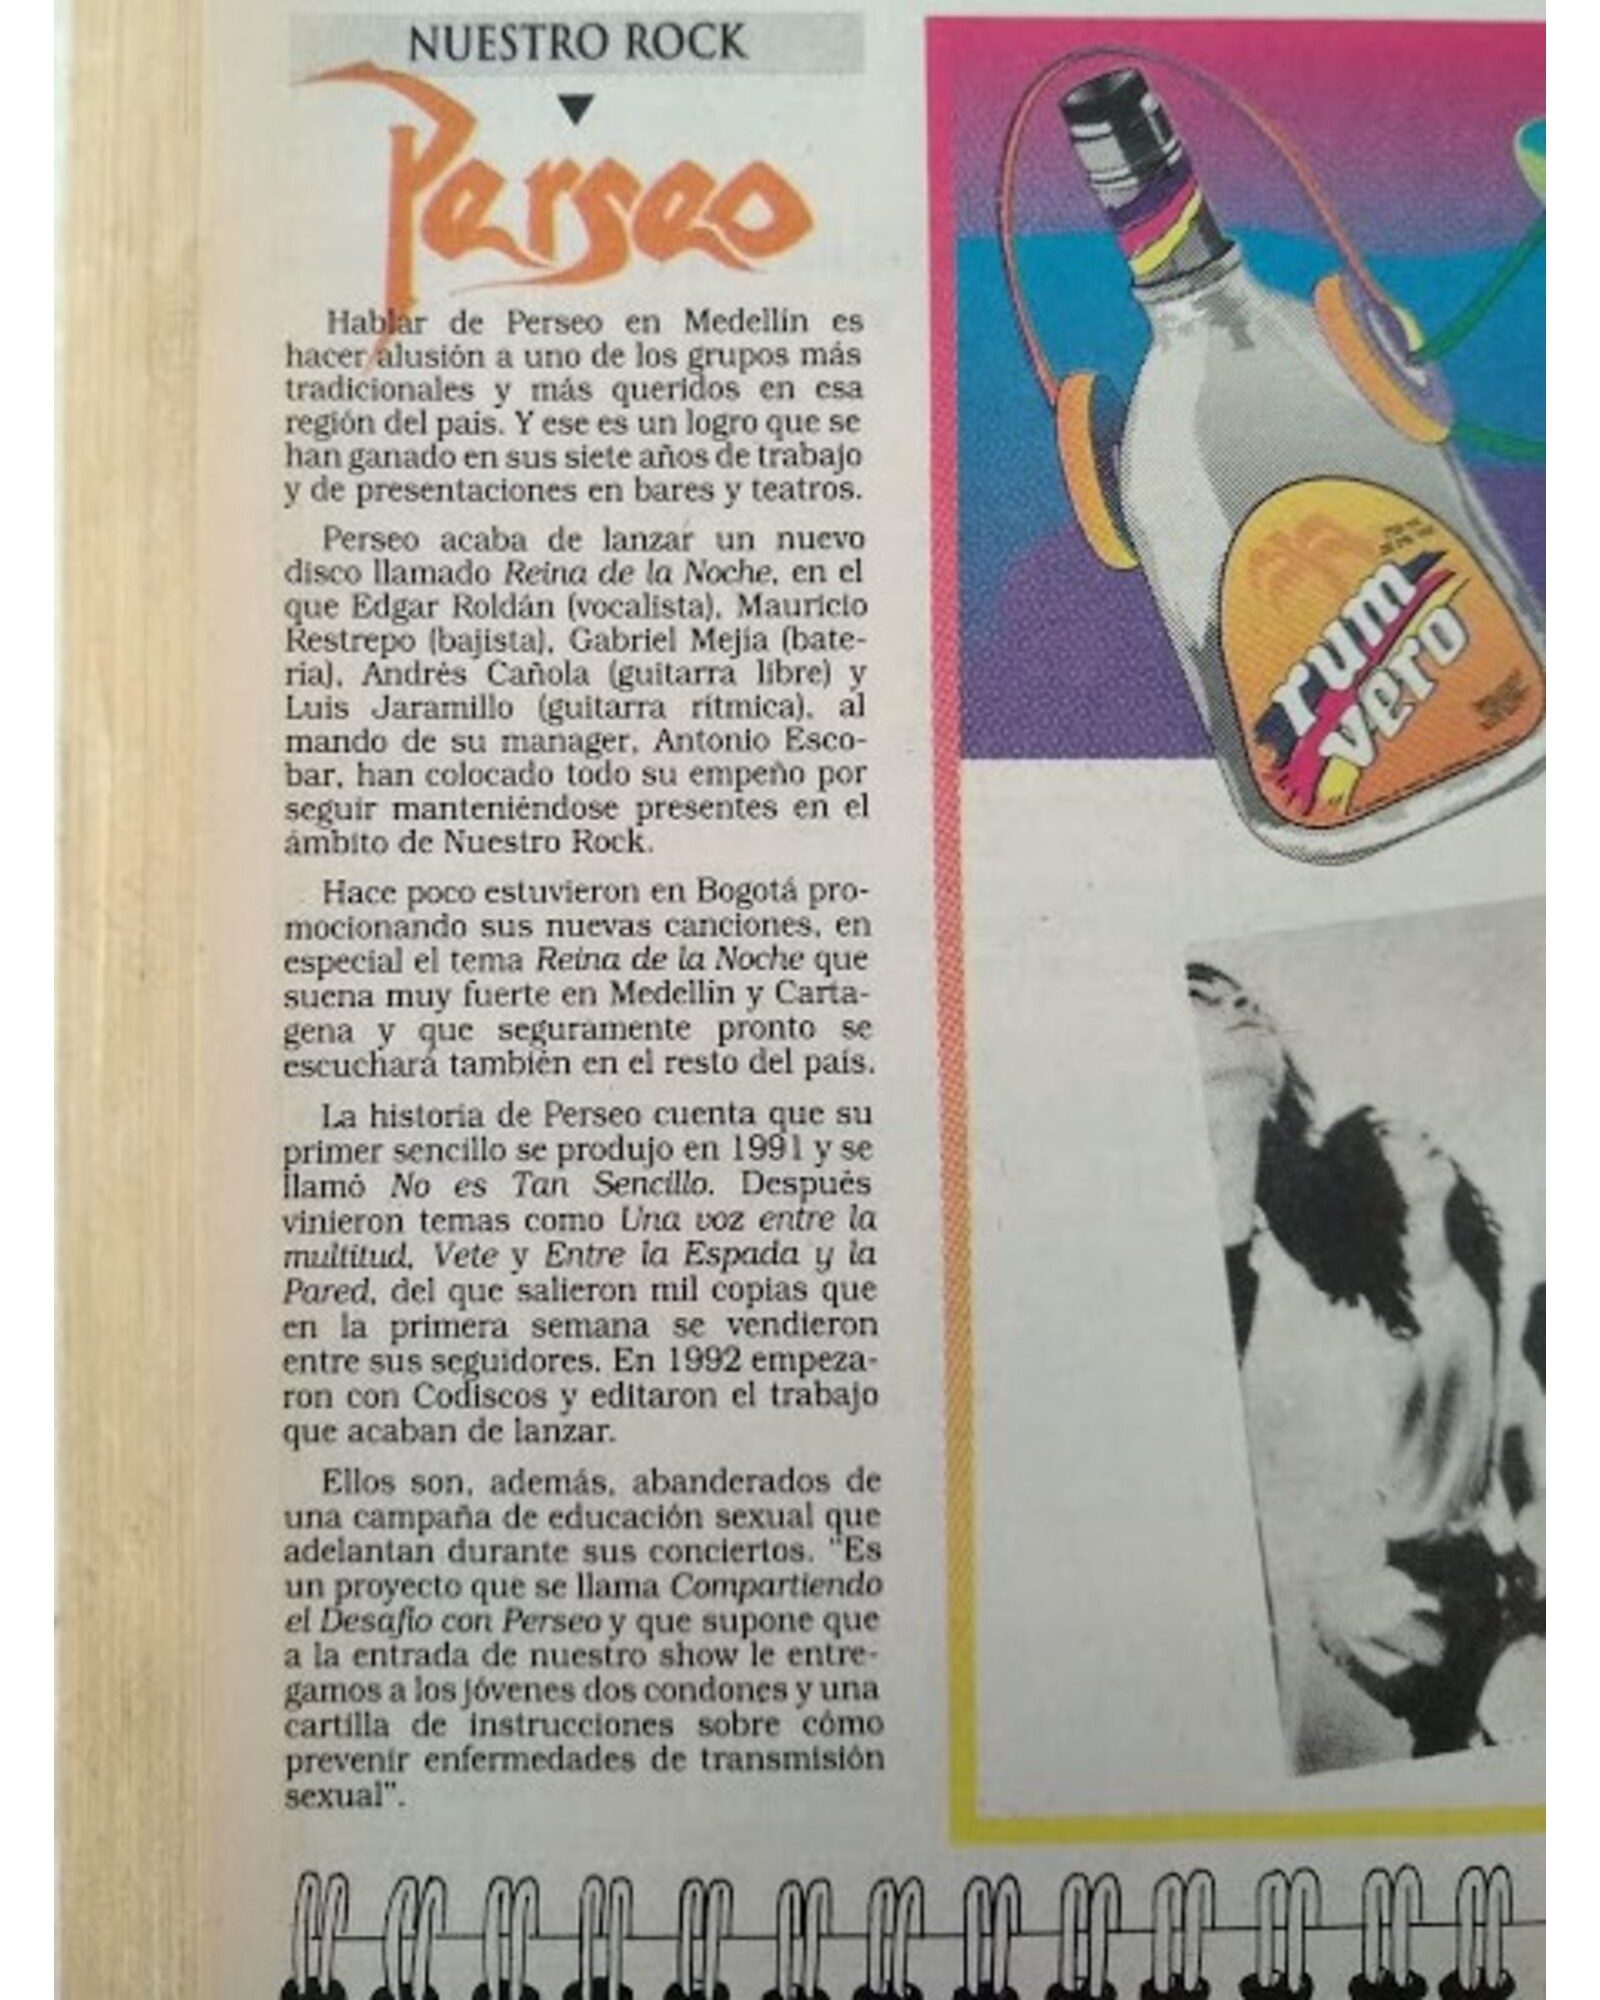 NUESTRO ROCK
Perseo
Hablar de Perseo en Medellín es
hacer alusión a uno de los grupos más
tradicionales y más queridos en esa
región del país. Y ese es un logro que se
han ganado en sus siete años de trabajo
y de presentaciones en bares y teatros.
Perseo acaba de lanzar un nuevo
disco llamado Reina de la Noche, en el
que Edgar Roldán (vocalista), Mauricio
Restrepo (bajista), Gabriel Mejía (bate-
ría), Andrés Cañola (guitarra libre) y
Luis Jaramillo (guitarra rítmica), al
mando de su manager, Antonio Esco-
bar, han colocado todo su empeño por
seguir manteniéndose presentes en el
ámbito de Nuestro Rock.
Hace poco estuvieron en Bogotá pro-
mocionando sus nuevas canciones, en
especial el tema Reina de la Noche que
suena muy fuerte en Medellín y Carta-
gena y que seguramente pronto se
escuchará también en el resto del país.
La historia de Perseo cuenta que su
primer sencillo se produjo en 1991 y se
llamó No es Tan Sencillo. Después
vinieron temas como Una voz entre la
multitud, Vete y Entre la Espada y la
Pared, del que salieron mil copias que
en la primera semana se vendieron
entre sus seguidores. En 1992 empeza-
ron con Codiscos y editaron el trabajo
que acaban de lanzar.
Ellos son, además, abanderados de
una campaña de educación sexual que
adelantan durante sus conciertos. "Es
un proyecto que se llama Compartiendo
el Desafío con Perseo y que supone que
a la entrada de nuestro show le entre-
gamos a los jóvenes dos condones y una
cartilla de instrucciones sobre cómo
prevenir enfermedades de transmisión
sexual".
rum
vero